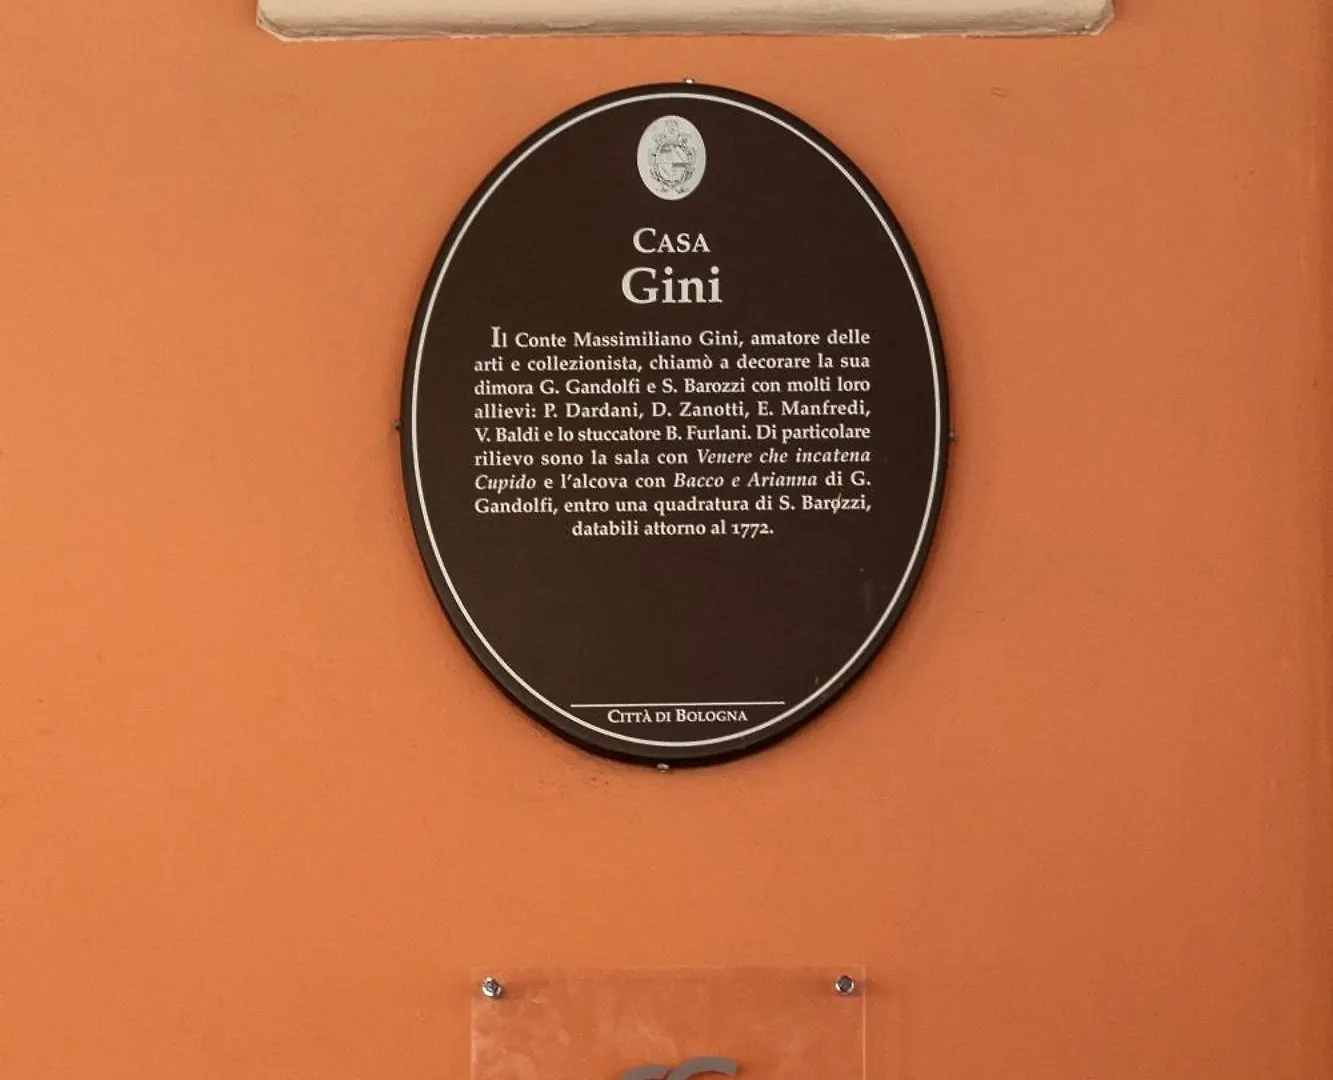 CASA
Gini
Il Conte Massimiliano Gini, amatore delle
arti e collezionista, chiamò a decorare la sua
dimora G. Gandolfi e S. Barozzi con molti loro
allievi: P. Dardani, D. Zanotti, E. Manfredi,
V. Baldi e lo stuccatore B. Furlani. Di particolare
rilievo sono la sala con Venere che incatena
Cupido e l'alcova con Bacco e Arianna di G.
Gandolfi, entro una quadratura di S. Barozzi,
databili attorno al 1772.
CITTÀ DI BOLOGNA